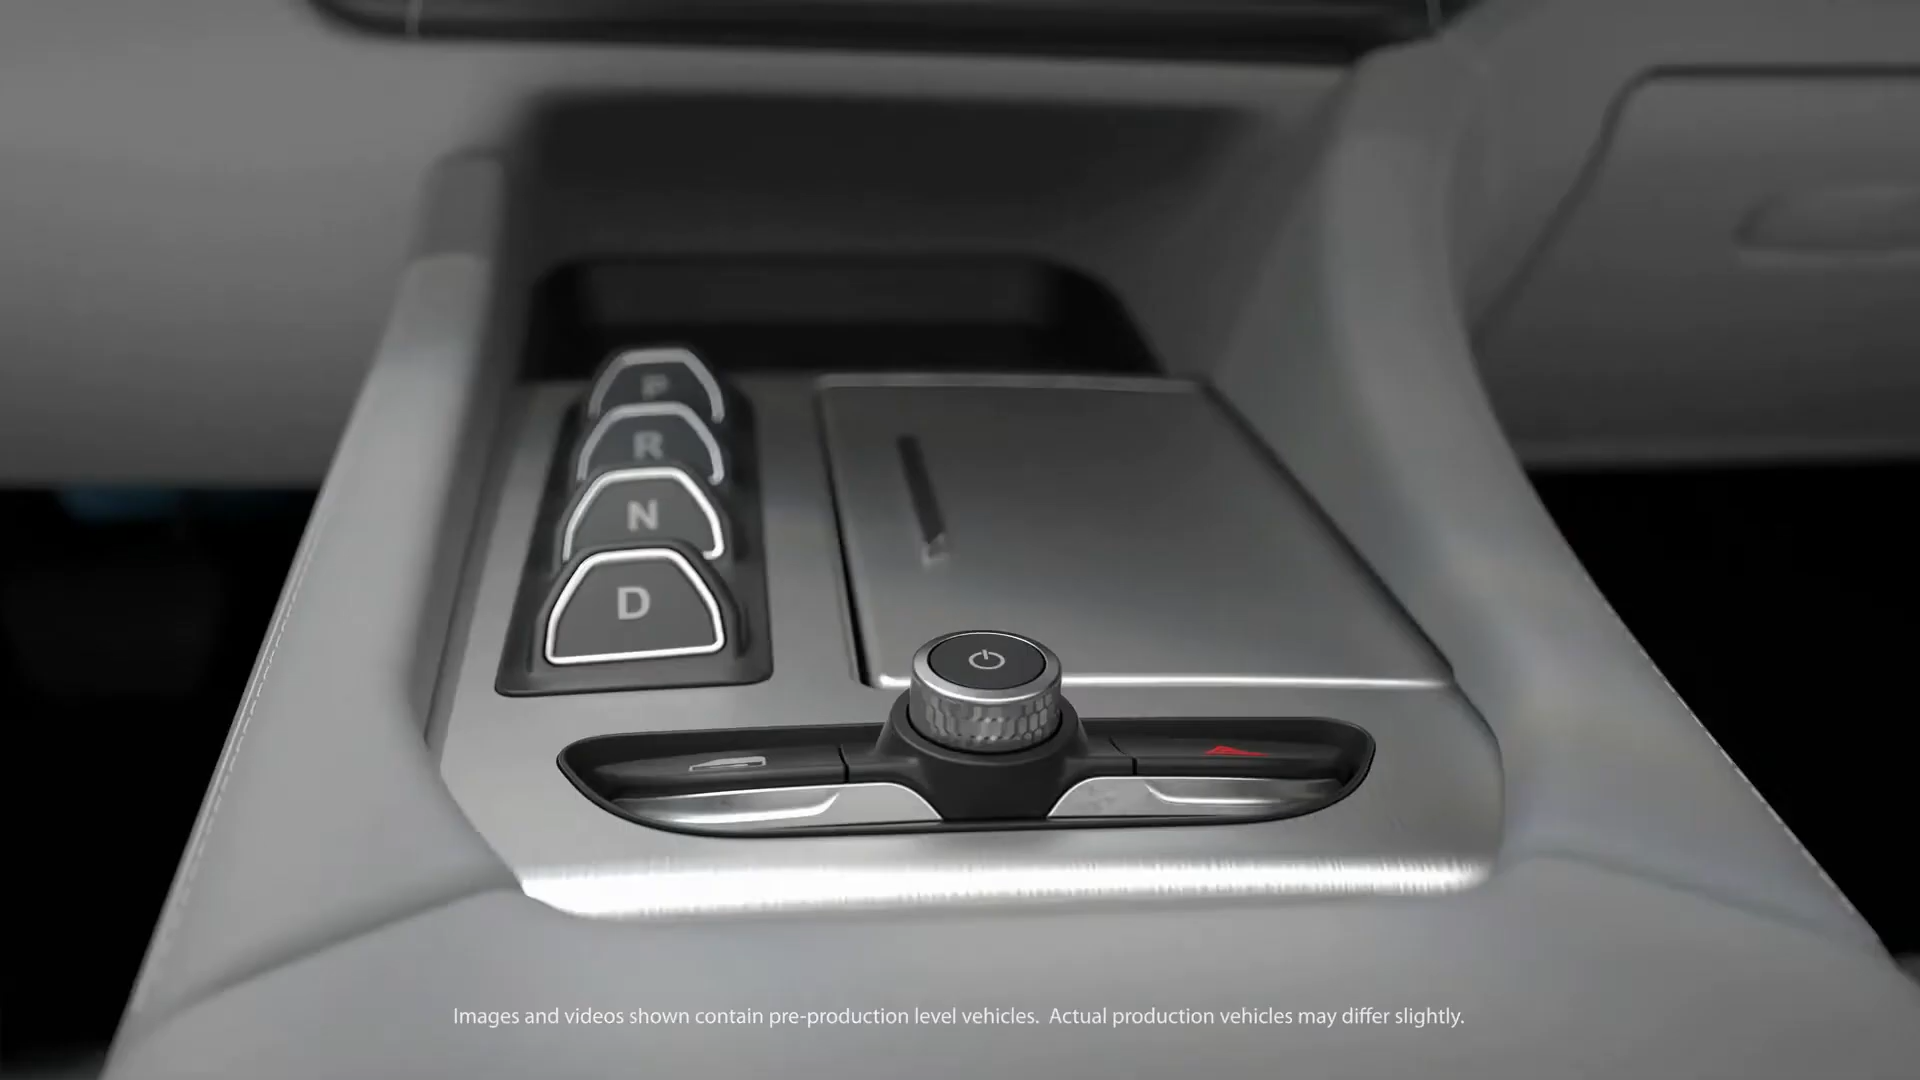 P
R
N
D
Images and videos shown contain pre-production level vehicles. Actual production vehicles may differ slightly.